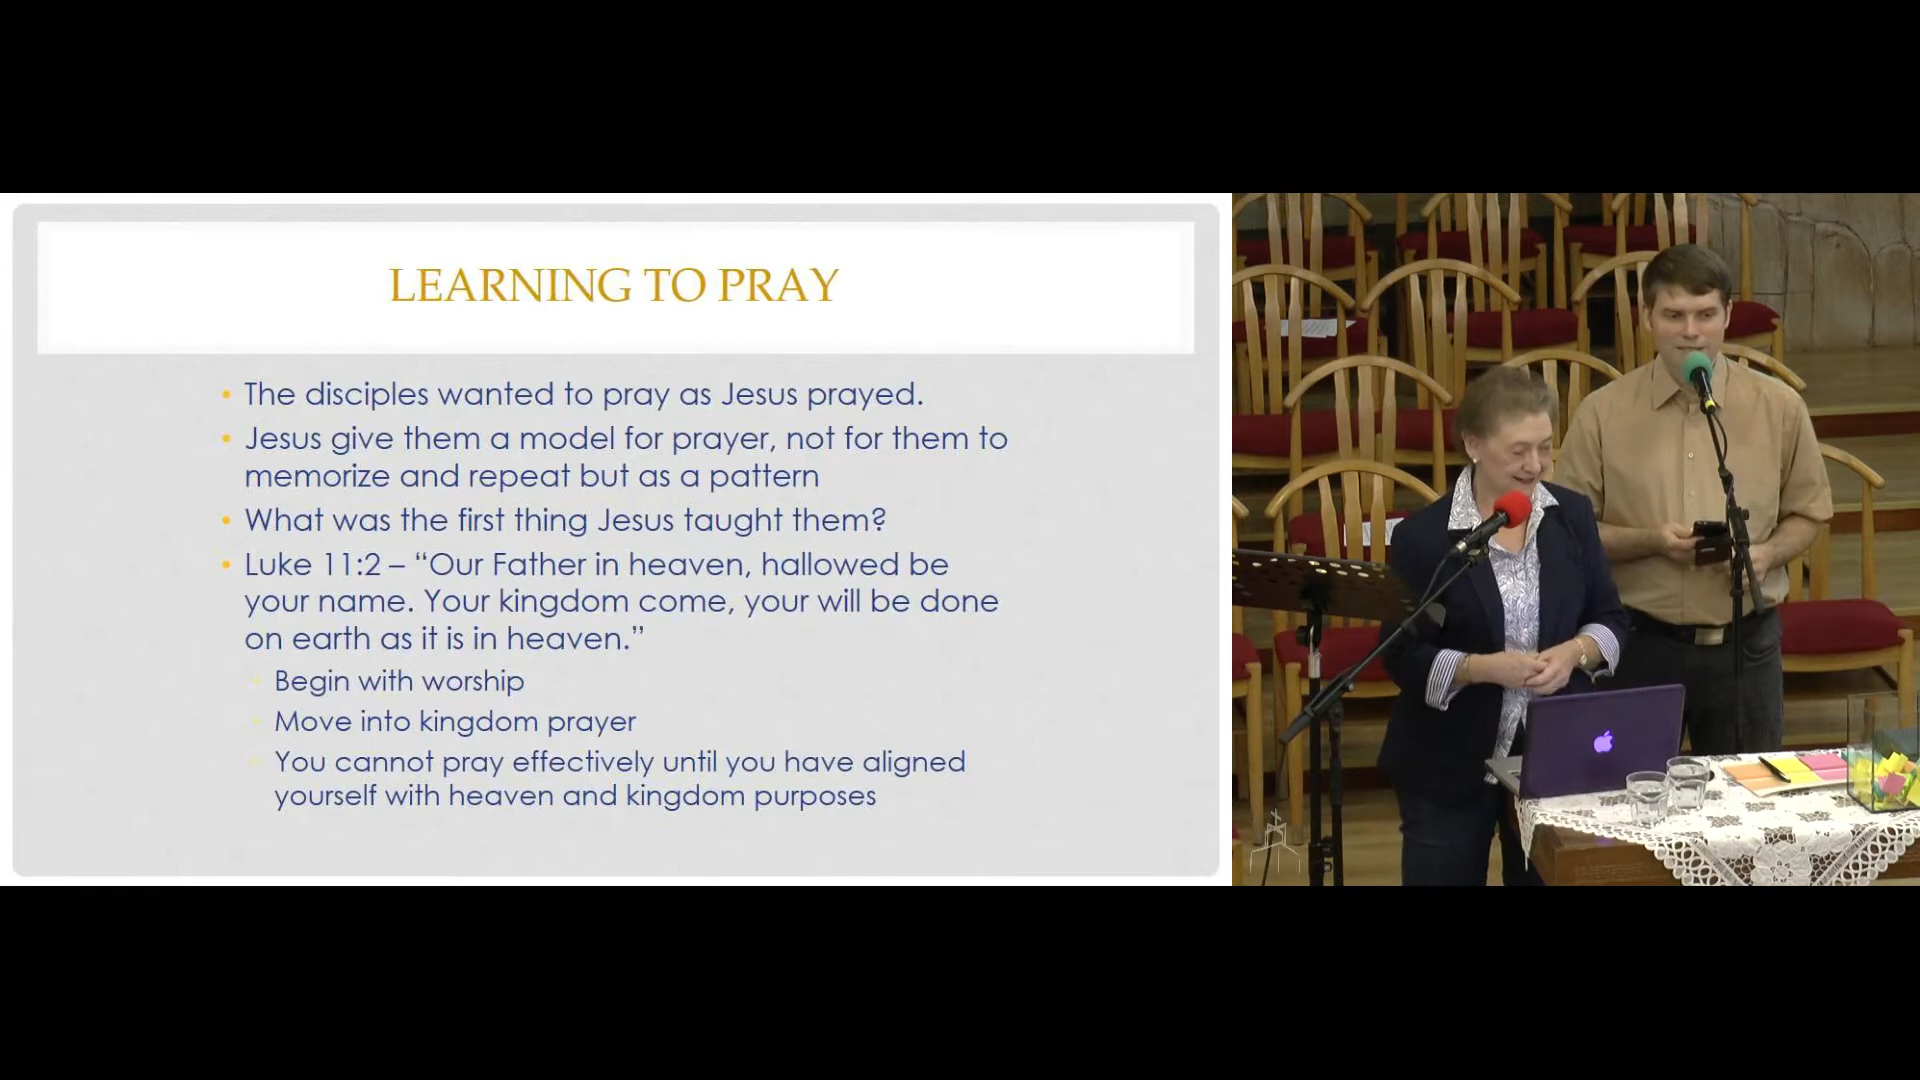 LEARNING TO PRAY
• The disciples wanted to pray as Jesus prayed.
• Jesus give them a model for prayer, not for them to
memorize and repeat but as a pattern
• What was the first thing Jesus taught them?
• Luke 11:2 – “Our Father in heaven, hallowed be
your name. Your kingdom come, your will be done
on earth as it is in heaven.”
• Begin with worship
• Move into kingdom prayer
• You cannot pray effectively until you have aligned
yourself with heaven and kingdom purposes